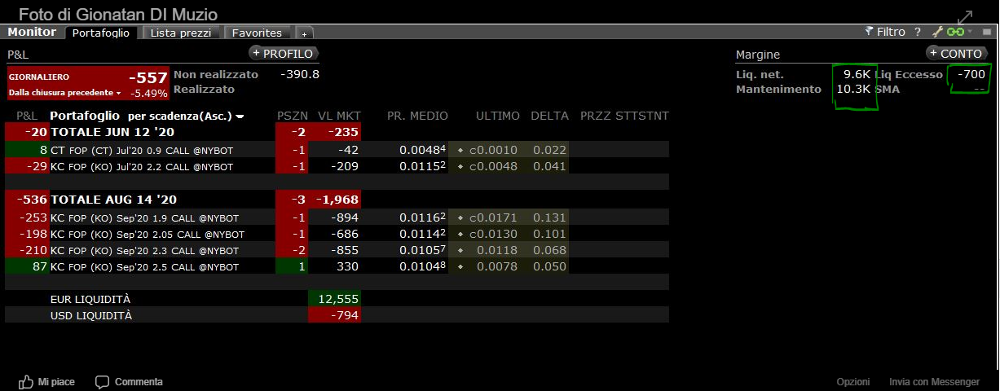 Foto di Gionatan DI Muzio
Monitor Portafoglio Lista prezzi Favorites + Filtro ?
P&L + PROFILO Margine + CONTO
GIORNALIERO -557 Non realizzato -390.8 Liq. net. 9.6K Liq Eccesso -700
Dalla chiusura precedente -5.49% Realizzato Mantenimento 10.3K SMA --
P&L Portafoglio per scadenza(Asc.) PSZN VL MKT PR. MEDIO ULTIMO DELTA PRZZ STTSTNT
-20 TOTALE JUN 12 '20 -2 -235
8 CT FOP (CT) Jul'20 0.9 CALL @NYBOT -1 -42 0.0048⁴ c0.0010 0.022
-29 KC FOP (KO) Jul'20 2.2 CALL @NYBOT -1 -209 0.0115² c0.0048 0.041
-536 TOTALE AUG 14 '20 -3 -1,968
-253 KC FOP (KO) Sep'20 1.9 CALL @NYBOT -1 -894 0.0116² c0.0171 0.131
-198 KC FOP (KO) Sep'20 2.05 CALL @NYBOT -1 -686 0.0114² c0.0130 0.101
-210 KC FOP (KO) Sep'20 2.3 CALL @NYBOT -2 -855 0.0105⁷ 0.0118 0.068
87 KC FOP (KO) Sep'20 2.5 CALL @NYBOT 1 330 0.0104⁸ 0.0078 0.050
EUR LIQUIDITÀ 12,555
USD LIQUIDITÀ -794
Mi piace Commenta Opzioni Invia con Messenger